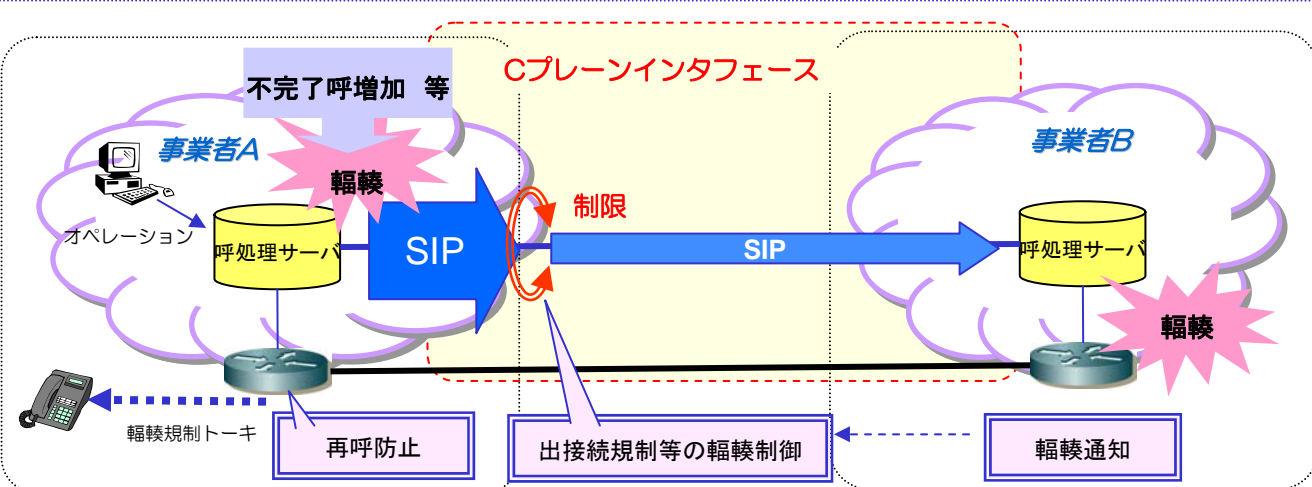 Cプレーンインタフェース
不完了呼増加 等
事業者A
輻輳
事業者B
オペレーション
呼処理サーバ
SIP
制限
SIP
呼処理サーバ
輻輳
輻輳規制トーキ
再呼防止
出接続規制等の輻輳制御
輻輳通知